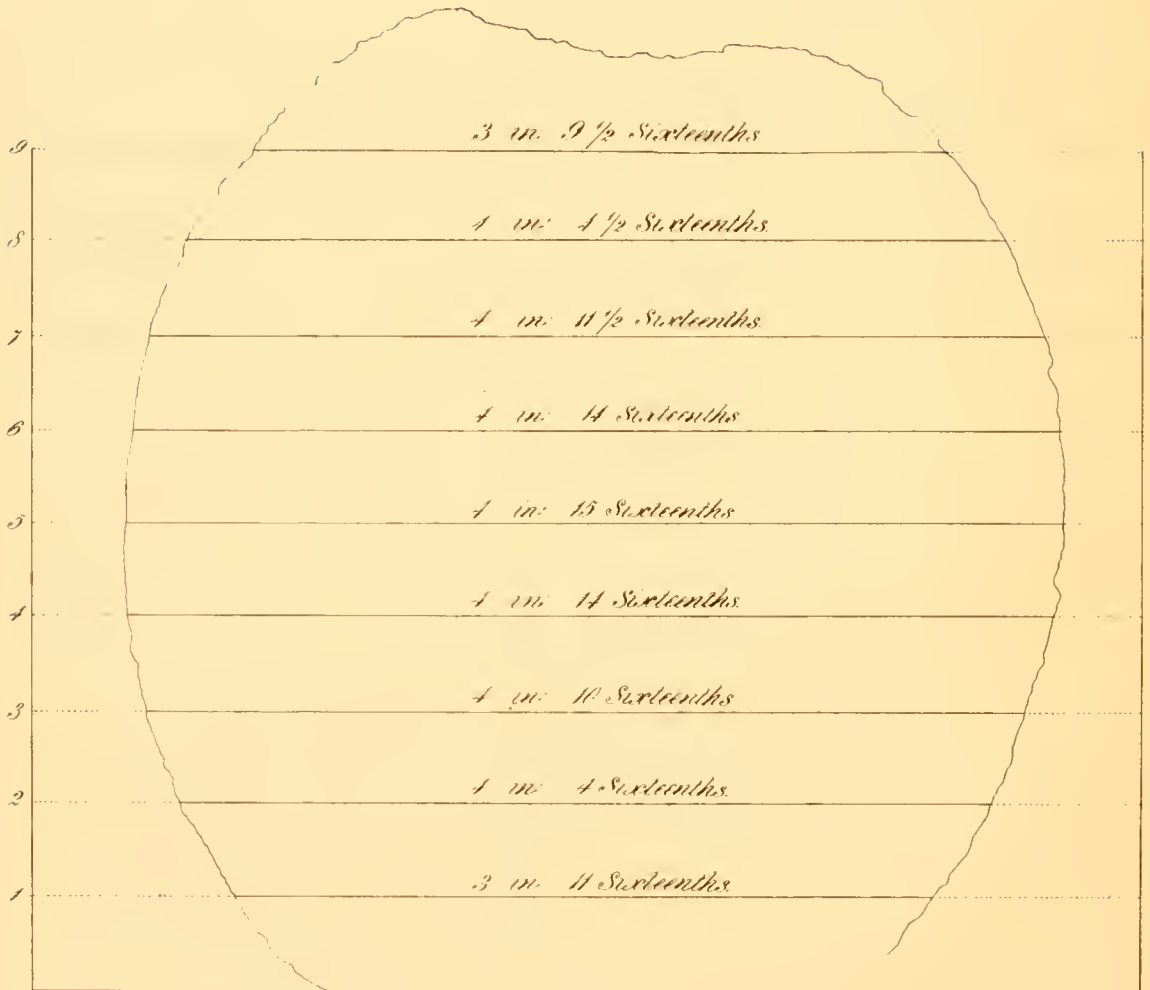 9
3 in. 9 1/2 Sixteenths
8
4 in: 4 1/2 Sixteenths.
7
4 in: 11 1/2 Sixteenths.
6
4 in: 14 Sixteenths
5
4 in: 15 Sixteenths
4
4 in: 14 Sixteenths.
3
4 in: 10 Sixteenths
2
4 in: 4 Sixteenths.
1
3 in. 11 Sixteenths.